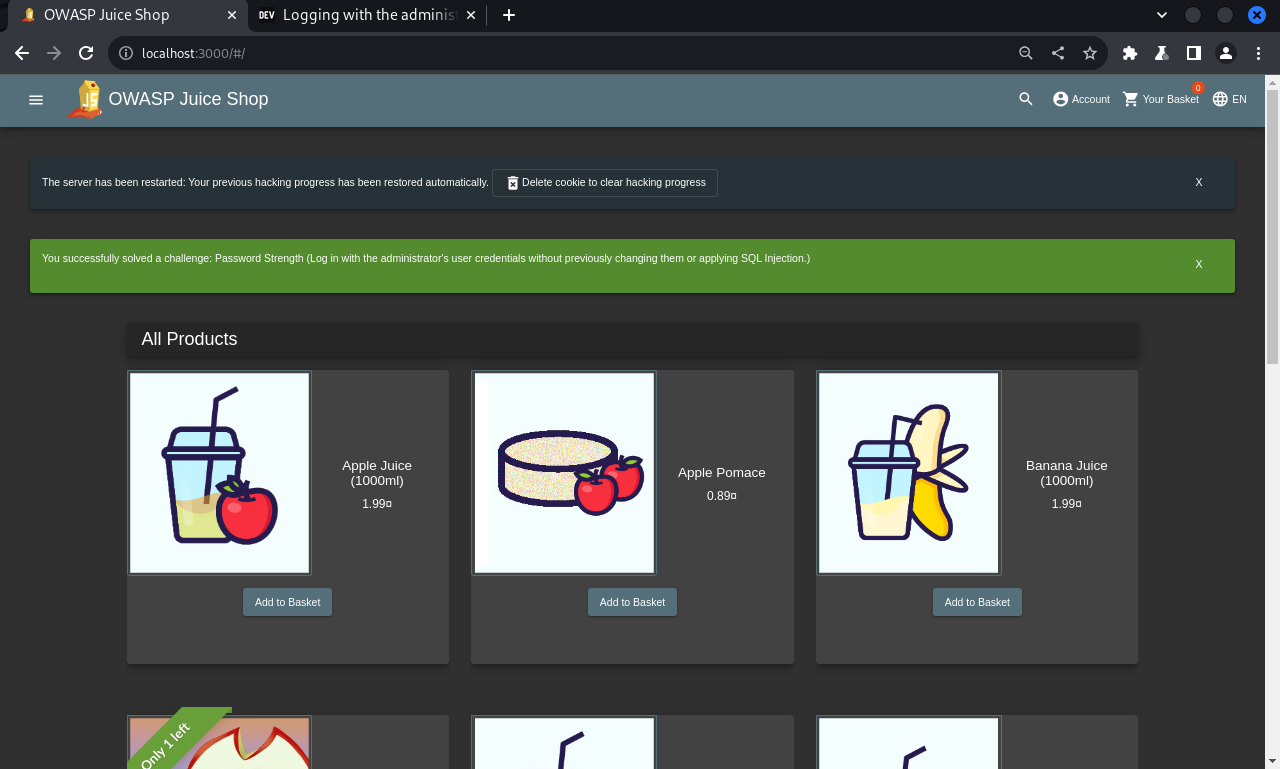 OWASP Juice Shop
DEV Logging with the adminis
localhost:3000/#/
JS OWASP Juice Shop
Account
0
Your Basket
EN
The server has been restarted: Your previous hacking progress has been restored automatically. Delete cookie to clear hacking progress X
You successfully solved a challenge: Password Strength (Log in with the administrator's user credentials without previously changing them or applying SQL Injection.) X
All Products
Apple Juice
(1000ml)
1.99¤
Add to Basket
Apple Pomace
0.89¤
Add to Basket
Banana Juice
(1000ml)
1.99¤
Add to Basket
Only 1 left